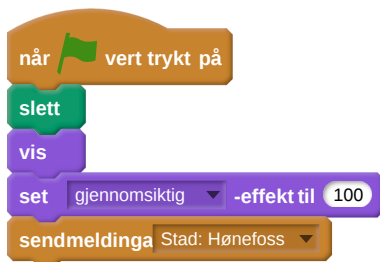 når vert trykt på
slett
vis
set gjennomsiktig -effekt til 100
sendmeldinga Stad: Hønefoss